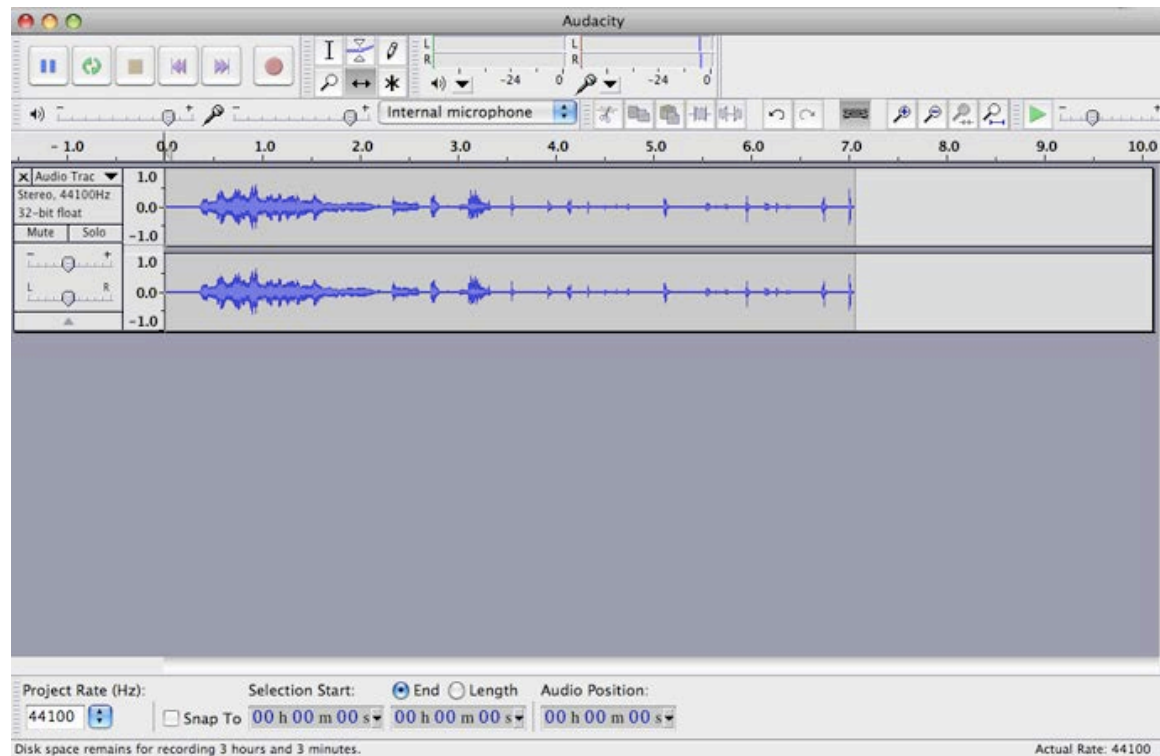 Audacity
L
R
-24
0
L
R
-24
0
Internal microphone
- 1.0 0.0 1.0 2.0 3.0 4.0 5.0 6.0 7.0 8.0 9.0 10.0
X Audio Trac
Stereo, 44100Hz
32-bit float
Mute Solo
- +
L R
1.0
0.0
-1.0
1.0
0.0
-1.0
Project Rate (Hz): Selection Start: End Length Audio Position:
44100 Snap To 00 h 00 m 00 s 00 h 00 m 00 s 00 h 00 m 00 s
Disk space remains for recording 3 hours and 3 minutes. Actual Rate: 44100